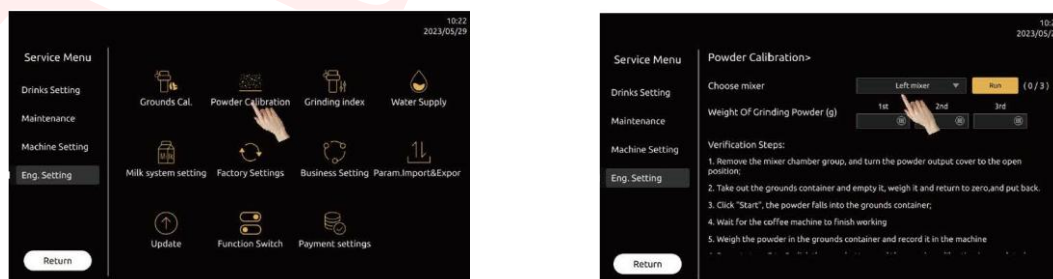 10:22
2023/05/29
Service Menu
Drinks Setting
Maintenance
Machine Setting
Eng. Setting
Return
Grounds Cal.
Powder Calibration
Grinding index
Water Supply
Milk system setting
Factory Settings
Business Setting
Param.Import&Expor
Update
Function Switch
Payment settings
2023/05/2
Service Menu
Drinks Setting
Maintenance
Machine Setting
Eng. Setting
Return
Powder Calibration>
Choose mixer
Left mixer
Run
(0/3)
Weight Of Grinding Powder (g)
1st
2nd
3rd
Verification Steps:
1. Remove the mixer chamber group, and turn the powder output cover to the open
position;
2. Take out the grounds container and empty it, weigh it and return to zero,and put back.
3. Click "Start", the powder falls into the grounds container;
4. Wait for the coffee machine to finish working
5. Weigh the powder in the grounds container and record it in the machine